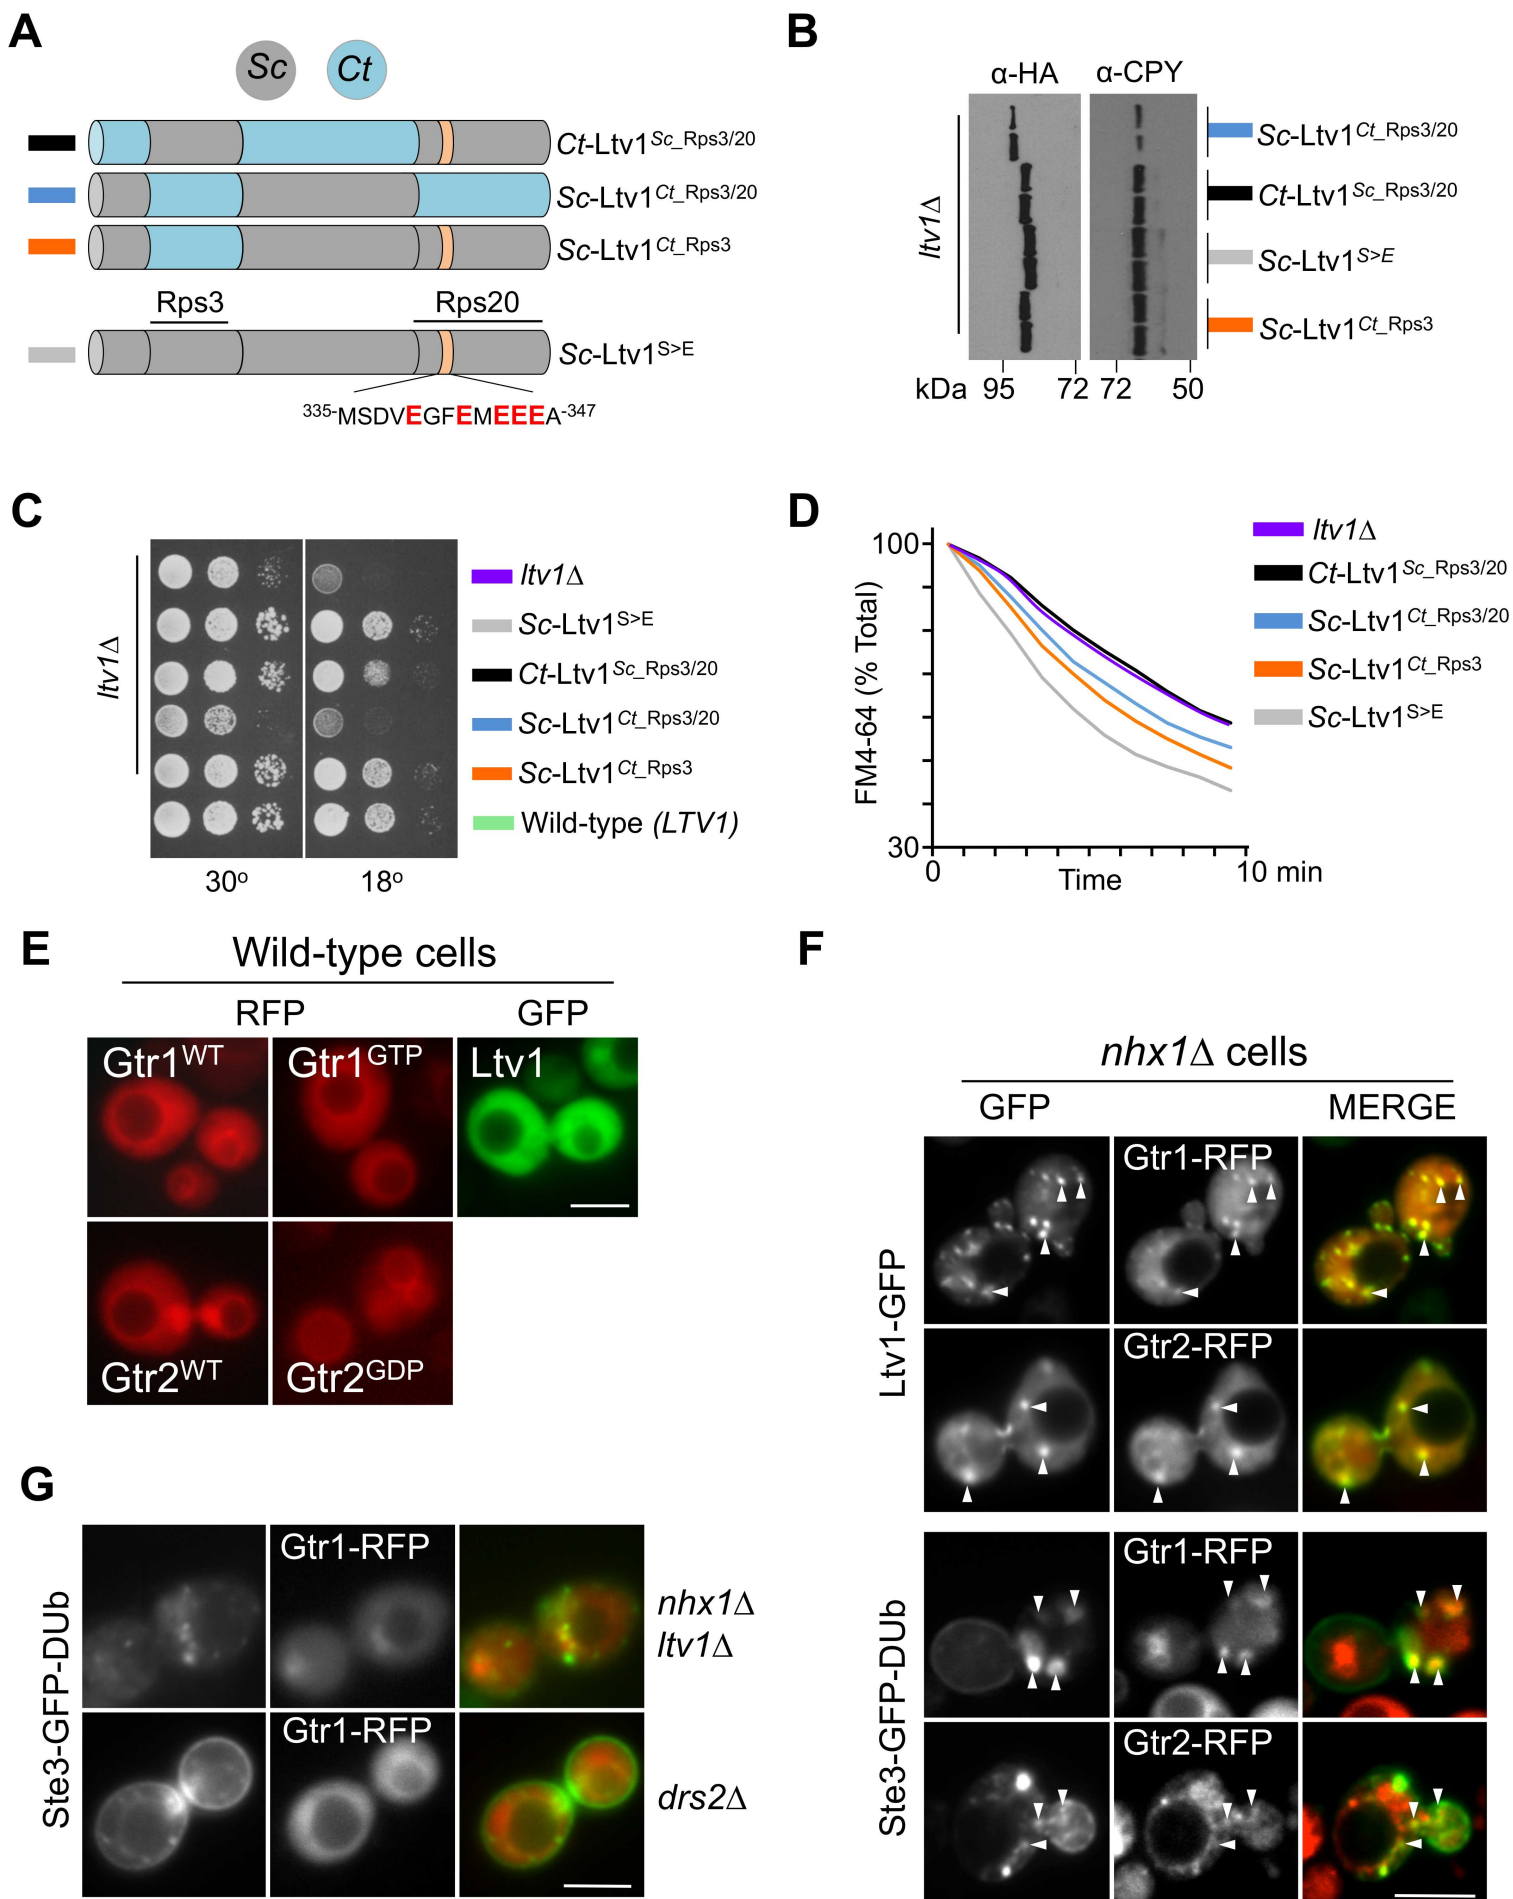 A
Sc Ct
Ct-Ltv1Sc_Rps3/20
Sc-Ltv1Ct_Rps3/20
Sc-Ltv1Ct_Rps3
Rps3 Rps20
Sc-Ltv1S>E
335-MSDVEGFEMEEEA-347
B
α-HA α-CPY
ltv1Δ
Sc-Ltv1Ct_Rps3/20
Ct-Ltv1Sc_Rps3/20
Sc-Ltv1S>E
Sc-Ltv1Ct_Rps3
kDa 95 72 72 50
C
ltv1Δ
ltv1Δ
Sc-Ltv1S>E
Ct-Ltv1Sc_Rps3/20
Sc-Ltv1Ct_Rps3/20
Sc-Ltv1Ct_Rps3
Wild-type (LTV1)
30o 18o
D
FM4-64 (% Total)
100
30
0 Time 10 min
ltv1Δ
Ct-Ltv1Sc_Rps3/20
Sc-Ltv1Ct_Rps3/20
Sc-Ltv1Ct_Rps3
Sc-Ltv1S>E
E
Wild-type cells
RFP GFP
Gtr1WT Gtr1GTP Ltv1
Gtr2WT Gtr2GDP
F
nhx1Δ cells
GFP MERGE
Ltv1-GFP
Gtr1-RFP
Gtr2-RFP
Ste3-GFP-DUb
Gtr1-RFP
Gtr2-RFP
G
Ste3-GFP-DUb
Gtr1-RFP
nhx1Δ
ltv1Δ
Gtr1-RFP
drs2Δ